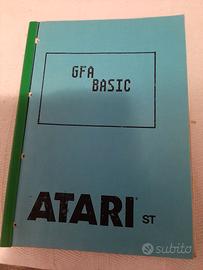 GFA
BASIC
ATARI ST
subito